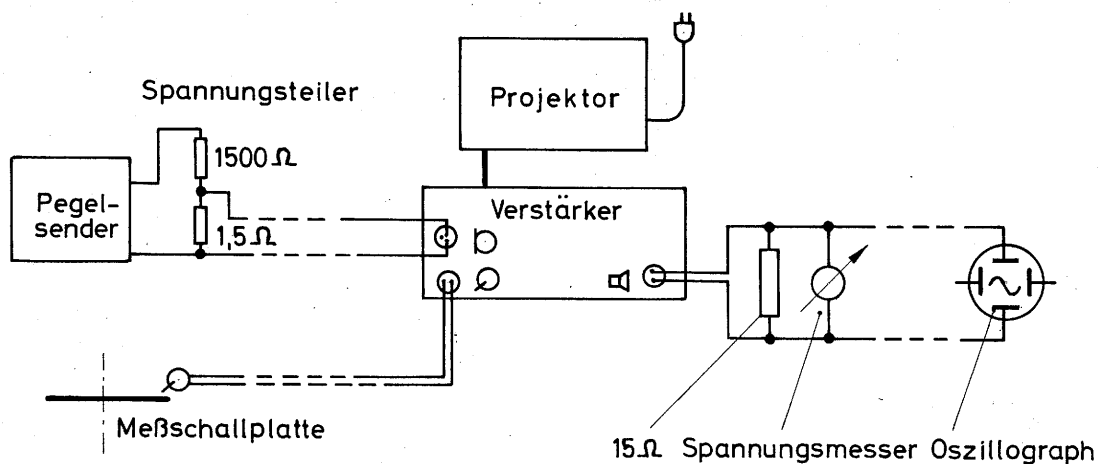 Spannungsteiler
Projektor
1500 Ω
Pegel-
sender
1,5 Ω
Verstärker
Meßschallplatte
15 Ω Spannungsmesser Oszillograph